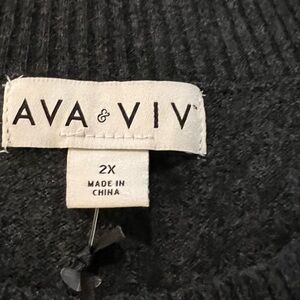 AVA & VIV
2X
MADE IN
CHINA